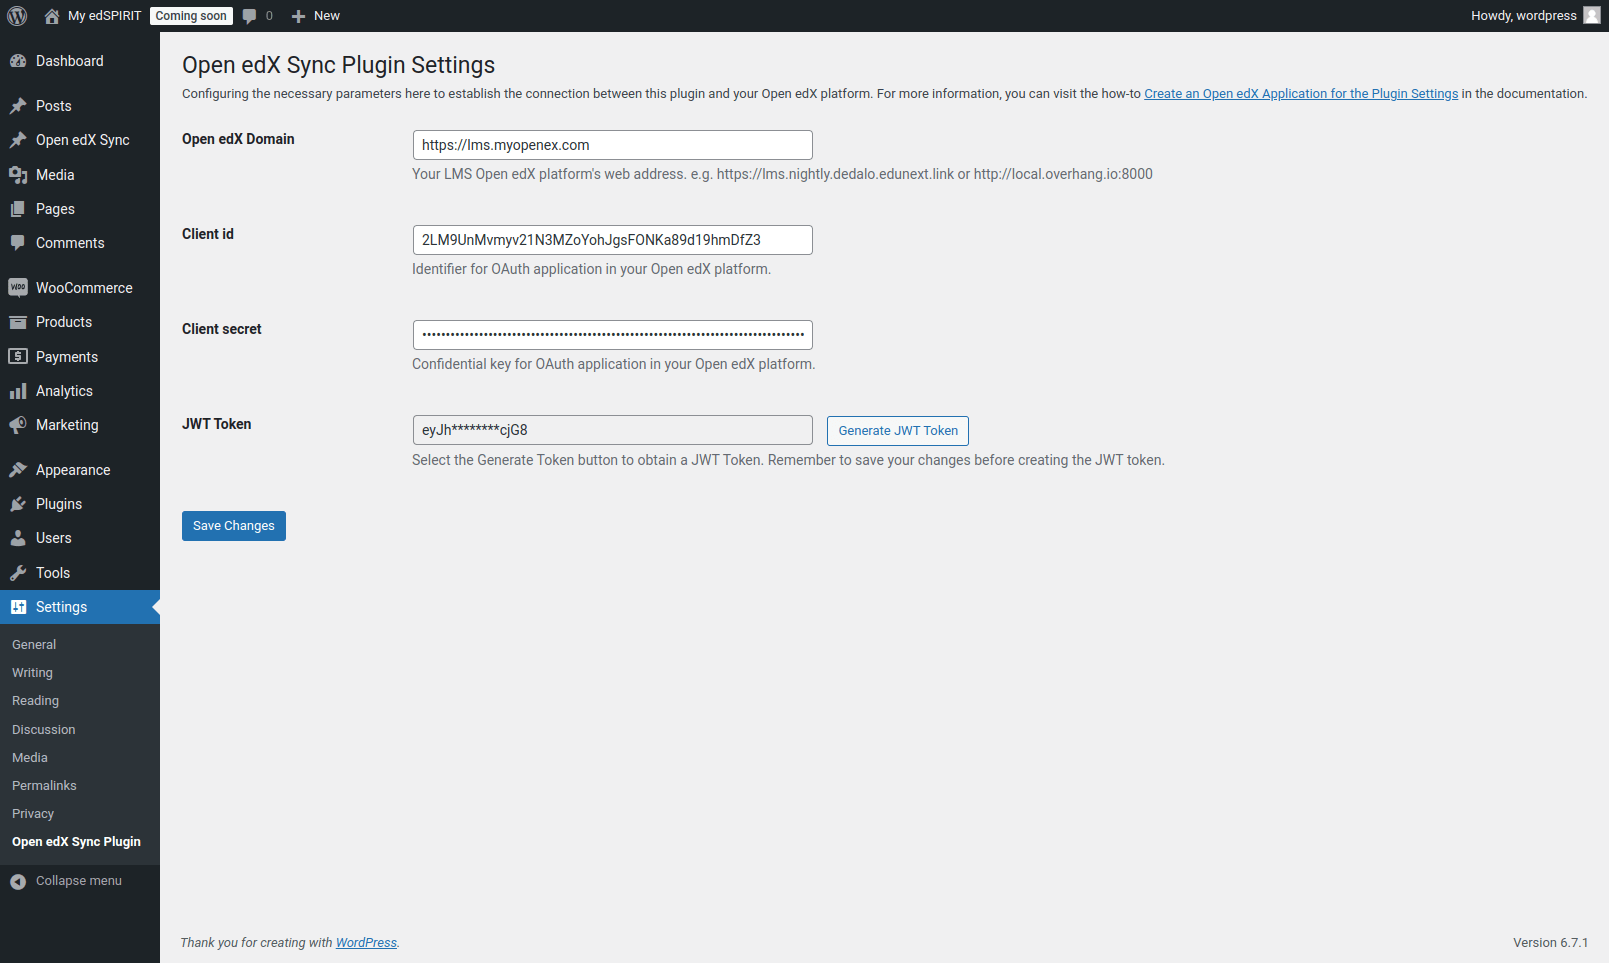 My edSPIRIT Coming soon 0 New Howdy, wordpress
Dashboard
Posts
Open edX Sync
Media
Pages
Comments
WooCommerce
Products
Payments
Analytics
Marketing
Appearance
Plugins
Users
Tools
Settings
General
Writing
Reading
Discussion
Media
Permalinks
Privacy
Open edX Sync Plugin
Collapse menu
Open edX Sync Plugin Settings
Configuring the necessary parameters here to establish the connection between this plugin and your Open edX platform. For more information, you can visit the how-to Create an Open edX Application for the Plugin Settings in the documentation.
Open edX Domain
https://lms.myopenex.com
Your LMS Open edX platform's web address. e.g. https://lms.nightly.dedalo.edunext.link or http://local.overhang.io:8000
Client id
2LM9UnMvmyv21N3MZoYohJgsFONKa89d19hmDfZ3
Identifier for OAuth application in your Open edX platform.
Client secret
Confidential key for OAuth application in your Open edX platform.
JWT Token
eyJh********cjG8 Generate JWT Token
Select the Generate Token button to obtain a JWT Token. Remember to save your changes before creating the JWT token.
Save Changes
Thank you for creating with WordPress. Version 6.7.1